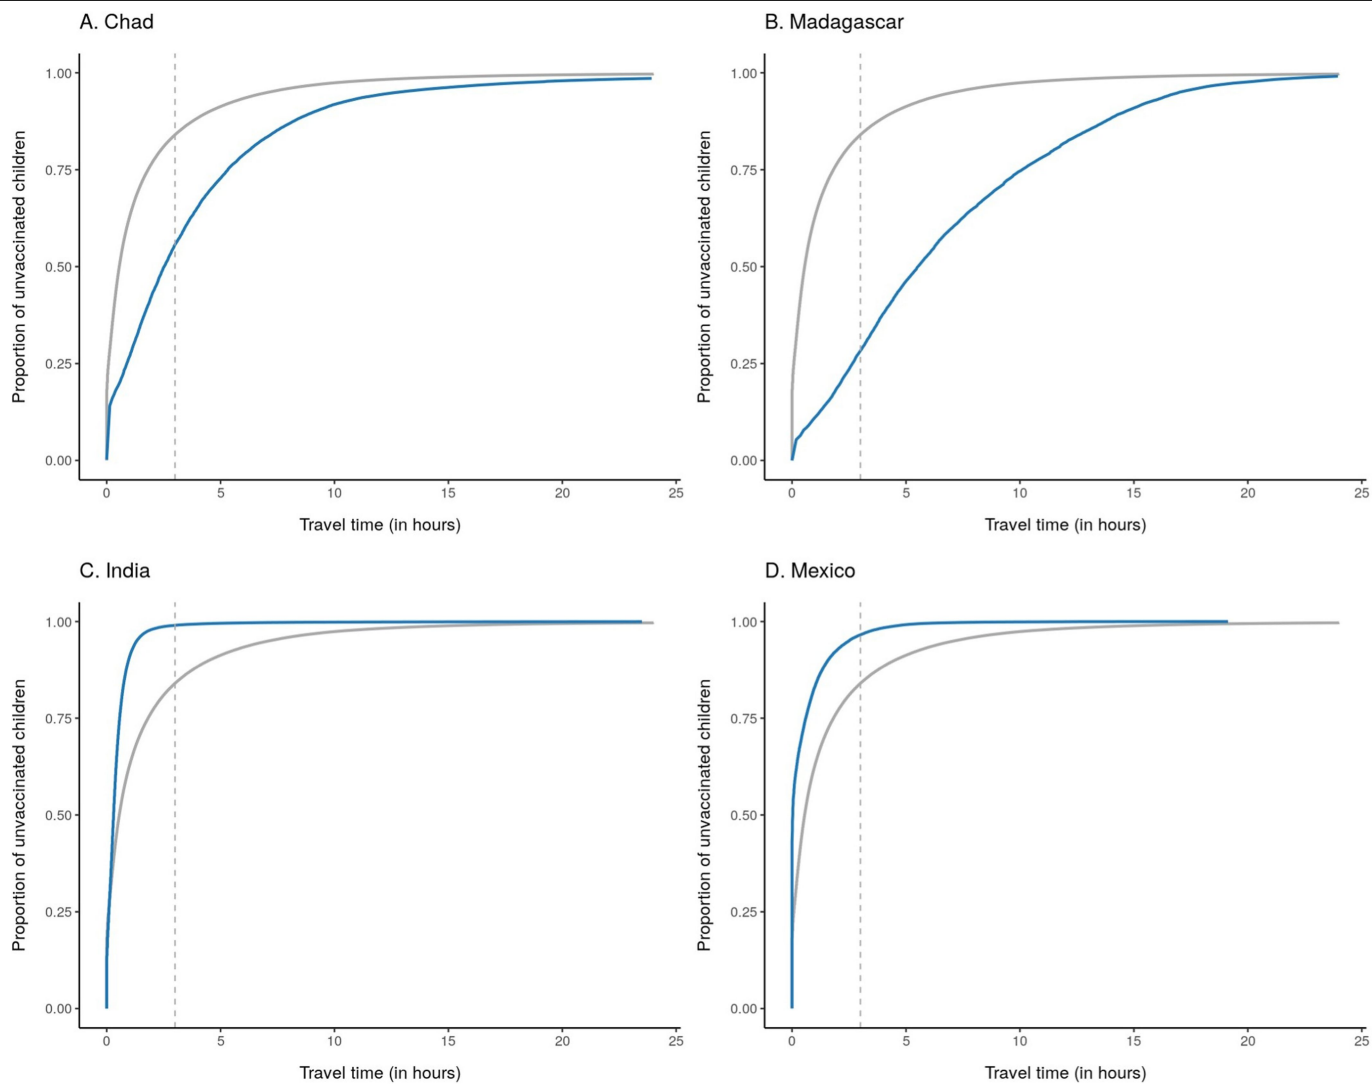 A. Chad
Proportion of unvaccinated children
1.00
0.75
0.50
0.25
0.00
0 5 10 15 20 25
Travel time (in hours)
B. Madagascar
Proportion of unvaccinated children
1.00
0.75
0.50
0.25
0.00
0 5 10 15 20 25
Travel time (in hours)
C. India
Proportion of unvaccinated children
1.00
0.75
0.50
0.25
0.00
0 5 10 15 20 25
Travel time (in hours)
D. Mexico
Proportion of unvaccinated children
1.00
0.75
0.50
0.25
0.00
0 5 10 15 20 25
Travel time (in hours)